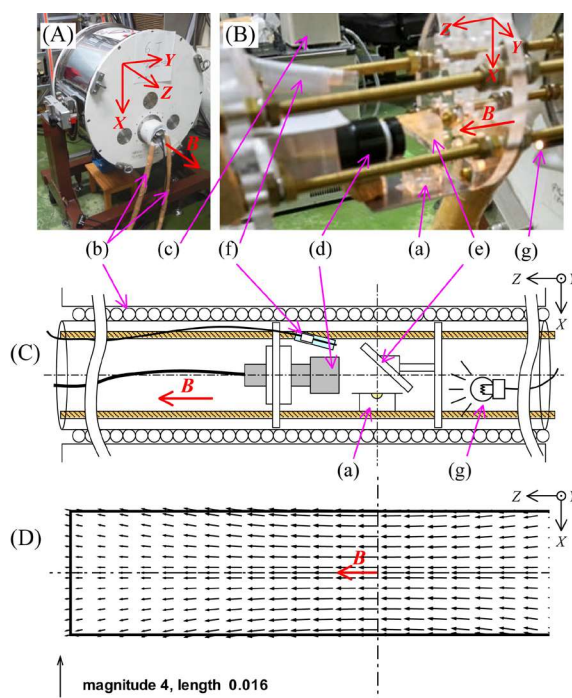 (A)
Y
Z
X
B
(B)
Z
Y
X
B
(b)
(c)
(f)
(d)
(a)
(e)
(g)
(C)
Z
Y
X
B
(a)
(g)
(D)
Z
Y
X
B
magnitude 4, length 0.016